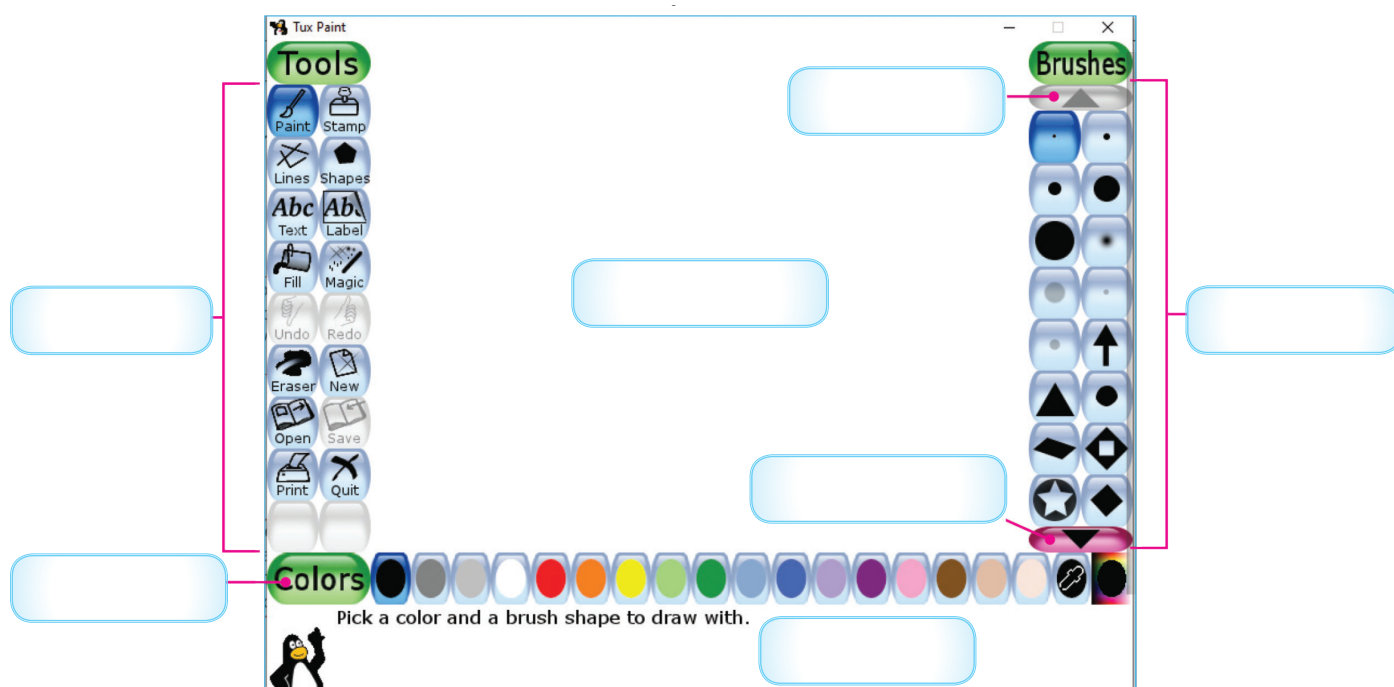 Tux Paint
Tools
Brushes
Paint Stamp
Lines Shapes
Abc Abc
Text Label
Fill Magic
Undo Redo
Eraser New
Open Save
Print Quit
Colors
Pick a color and a brush shape to draw with.